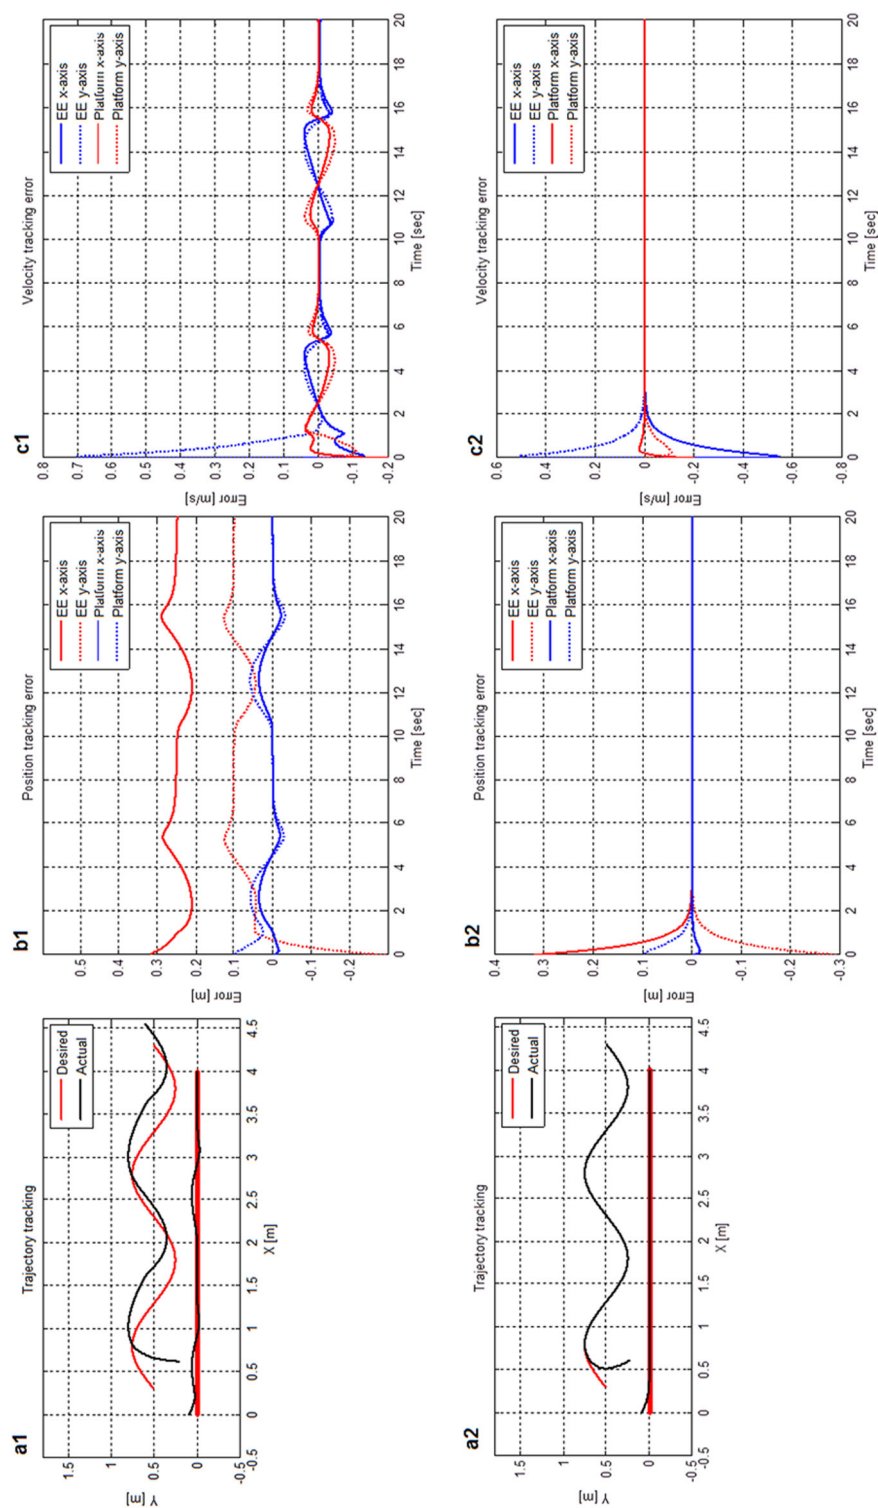 a1
Trajectory tracking
Desired
Actual
Y [m]
1.5
1
0.5
0
-0.5
-0.5
0
0.5
1
1.5
2
2.5
3
3.5
4
4.5
X [m]
b1
Position tracking error
EE x-axis
EE y-axis
Platform x-axis
Platform y-axis
Error [m]
0.5
0.4
0.3
0.2
0.1
0
-0.1
-0.2
0
2
4
6
8
10
12
14
16
18
20
Time [sec]
c1
Velocity tracking error
EE x-axis
EE y-axis
Platform x-axis
Platform y-axis
Error [m/s]
0.8
0.7
0.6
0.5
0.4
0.3
0.2
0.1
0
-0.1
-0.2
0
2
4
6
8
10
12
14
16
18
20
Time [sec]
a2
Trajectory tracking
Desired
Actual
Y [m]
1.5
1
0.5
0
-0.5
-0.5
0
0.5
1
1.5
2
2.5
3
3.5
4
4.5
X [m]
b2
Position tracking error
EE x-axis
EE y-axis
Platform x-axis
Platform y-axis
Error [m]
0.4
0.3
0.2
0.1
0
-0.1
-0.2
-0.3
0
2
4
6
8
10
12
14
16
18
20
Time [sec]
c2
Velocity tracking error
EE x-axis
EE y-axis
Platform x-axis
Platform y-axis
Error [m/s]
0.6
0.4
0.2
0
-0.2
-0.4
-0.6
-0.8
0
2
4
6
8
10
12
14
16
18
20
Time [sec]